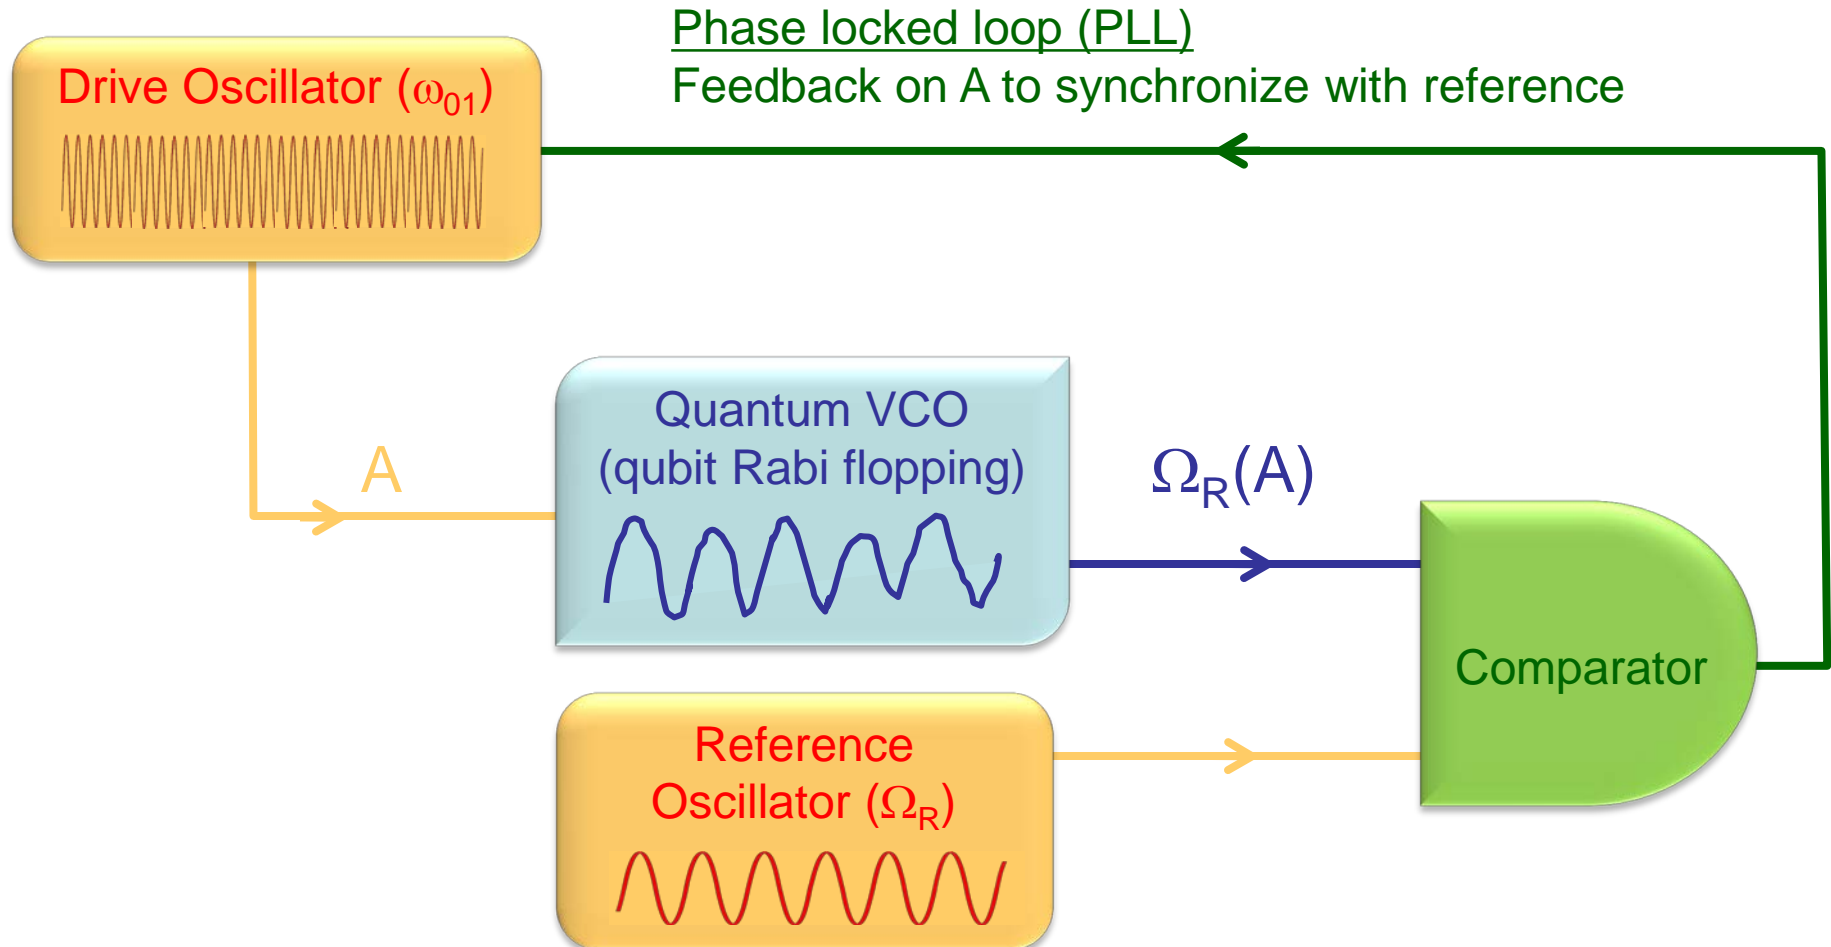 Phase locked loop (PLL)
Feedback on A to synchronize with reference
Drive Oscillator (ω01)
A
Quantum VCO
(qubit Rabi flopping)
ΩR(A)
Comparator
Reference
Oscillator (ΩR)